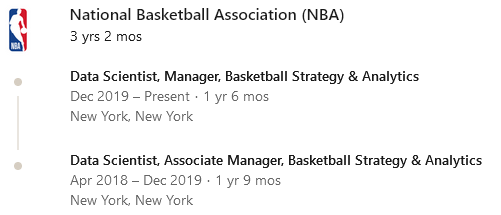 National Basketball Association (NBA)
NBA
3 yrs 2 mos
Data Scientist, Manager, Basketball Strategy & Analytics
Dec 2019 – Present · 1 yr 6 mos
New York, New York
Data Scientist, Associate Manager, Basketball Strategy & Analytics
Apr 2018 – Dec 2019 · 1 yr 9 mos
New York, New York